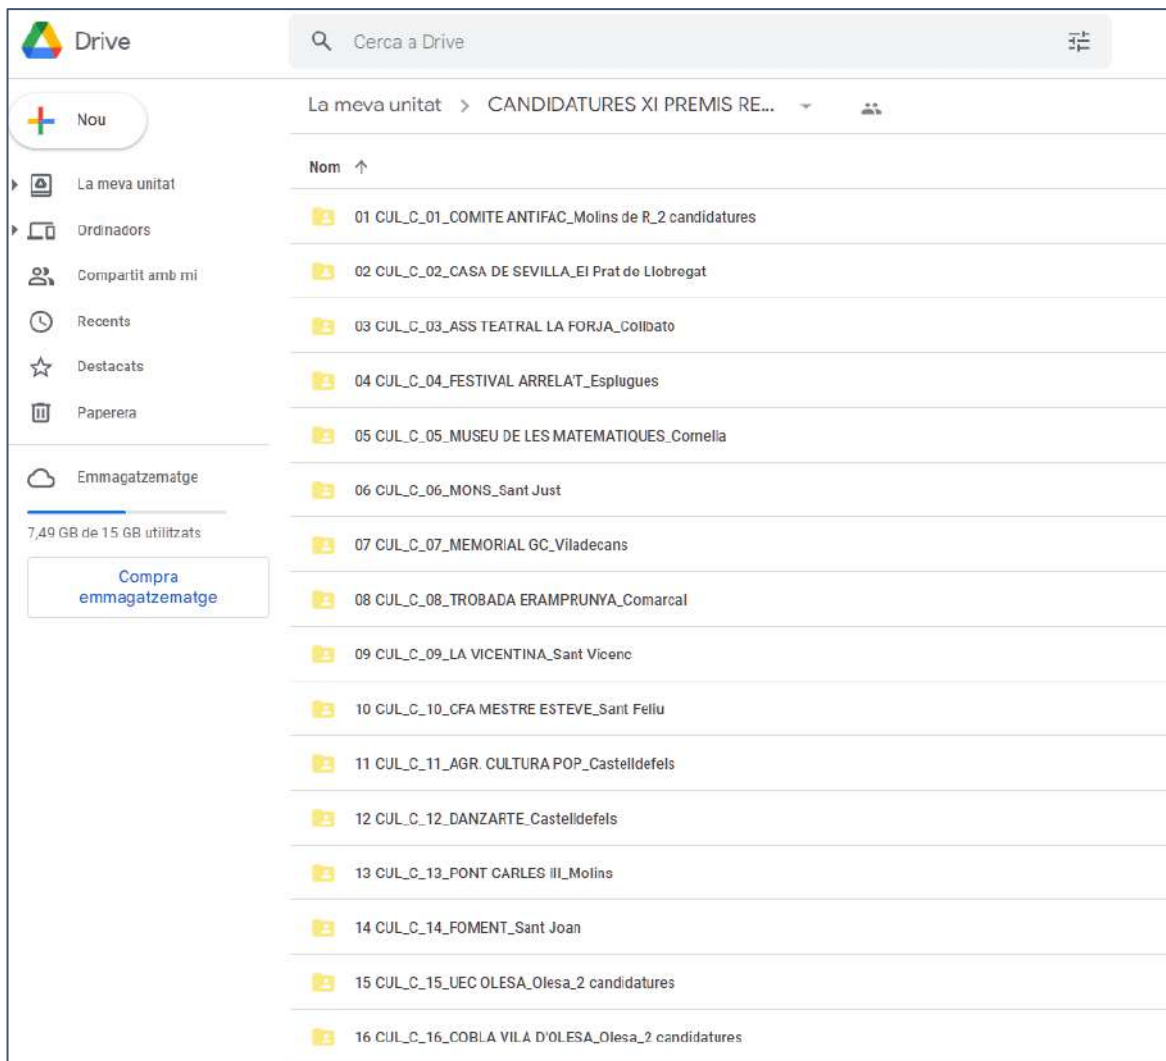 Drive
Cerca a Drive
Nou
La meva unitat
Ordinadors
Compartit amb mi
Recents
Destacats
Paperera
Emmagatzematge
7,49 GB de 15 GB utilitzats
Compra
emmagatzematge
La meva unitat > CANDIDATURES XI PREMIS RE...
Nom
01 CUL_C_01_COMITE ANTIFAC_Molins de R_2 candidatures
02 CUL_C_02_CASA DE SEVILLA_El Prat de Llobregat
03 CUL_C_03_ASS TEATRAL LA FORJA_Collbato
04 CUL_C_04_FESTIVAL ARRELA'T_Esplugues
05 CUL_C_05_MUSEU DE LES MATEMATIQUES_Cornella
06 CUL_C_06_MONS_Sant Just
07 CUL_C_07_MEMORIAL GC_Viladecans
08 CUL_C_08_TROBADA ERAMPRUNYA_Comarcal
09 CUL_C_09_LA VICENTINA_Sant Vicenc
10 CUL_C_10_CFA MESTRE ESTEVE_Sant Feliu
11 CUL_C_11_AGR. CULTURA POP_Castelldefels
12 CUL_C_12_DANZARTE_Castelldefels
13 CUL_C_13_PONT CARLES III_Molins
14 CUL_C_14_FOMENT_Sant Joan
15 CUL_C_15_UEC OLESA_Olesa_2 candidatures
16 CUL_C_16_COBLA VILA D'OLESA_Olesa_2 candidatures